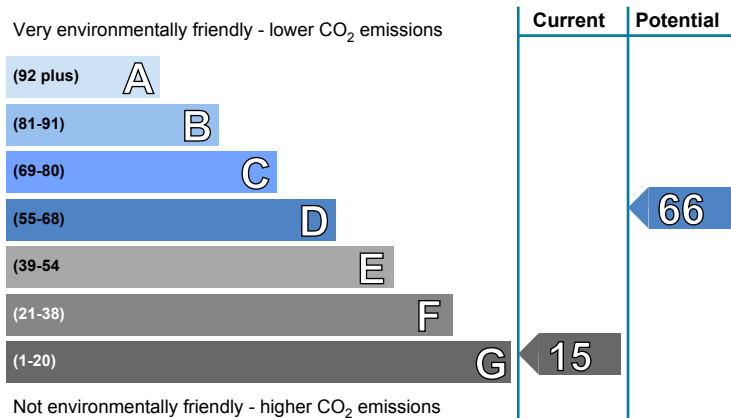 Current Potential
Very environmentally friendly - lower CO2 emissions
(92 plus) A
(81-91) B
(69-80) C
(55-68) D
66
(39-54 E
(21-38) F
(1-20) G
15
Not environmentally friendly - higher CO2 emissions